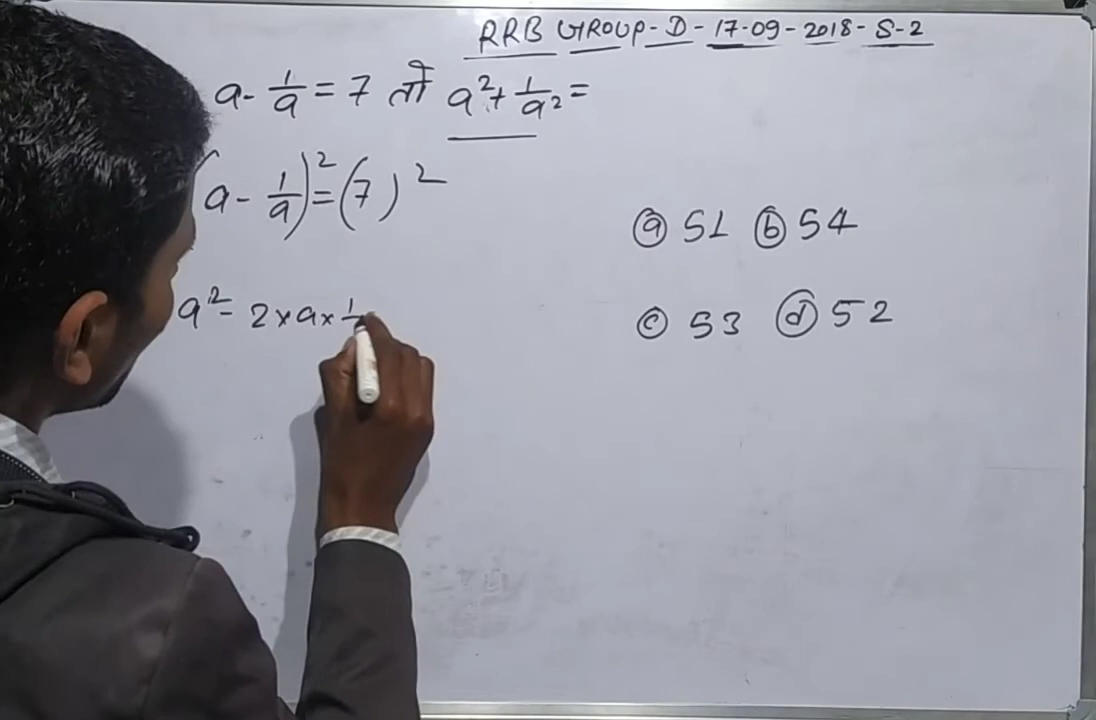 RRB GROUP-D-17-09-2018-S-2
a - 1/a = 7 तो a² + 1/a² =
(a - 1/a)² = (7)²
ⓐ 51 ⓑ 54
a² - 2×a×1/
ⓒ 53 ⓓ 52